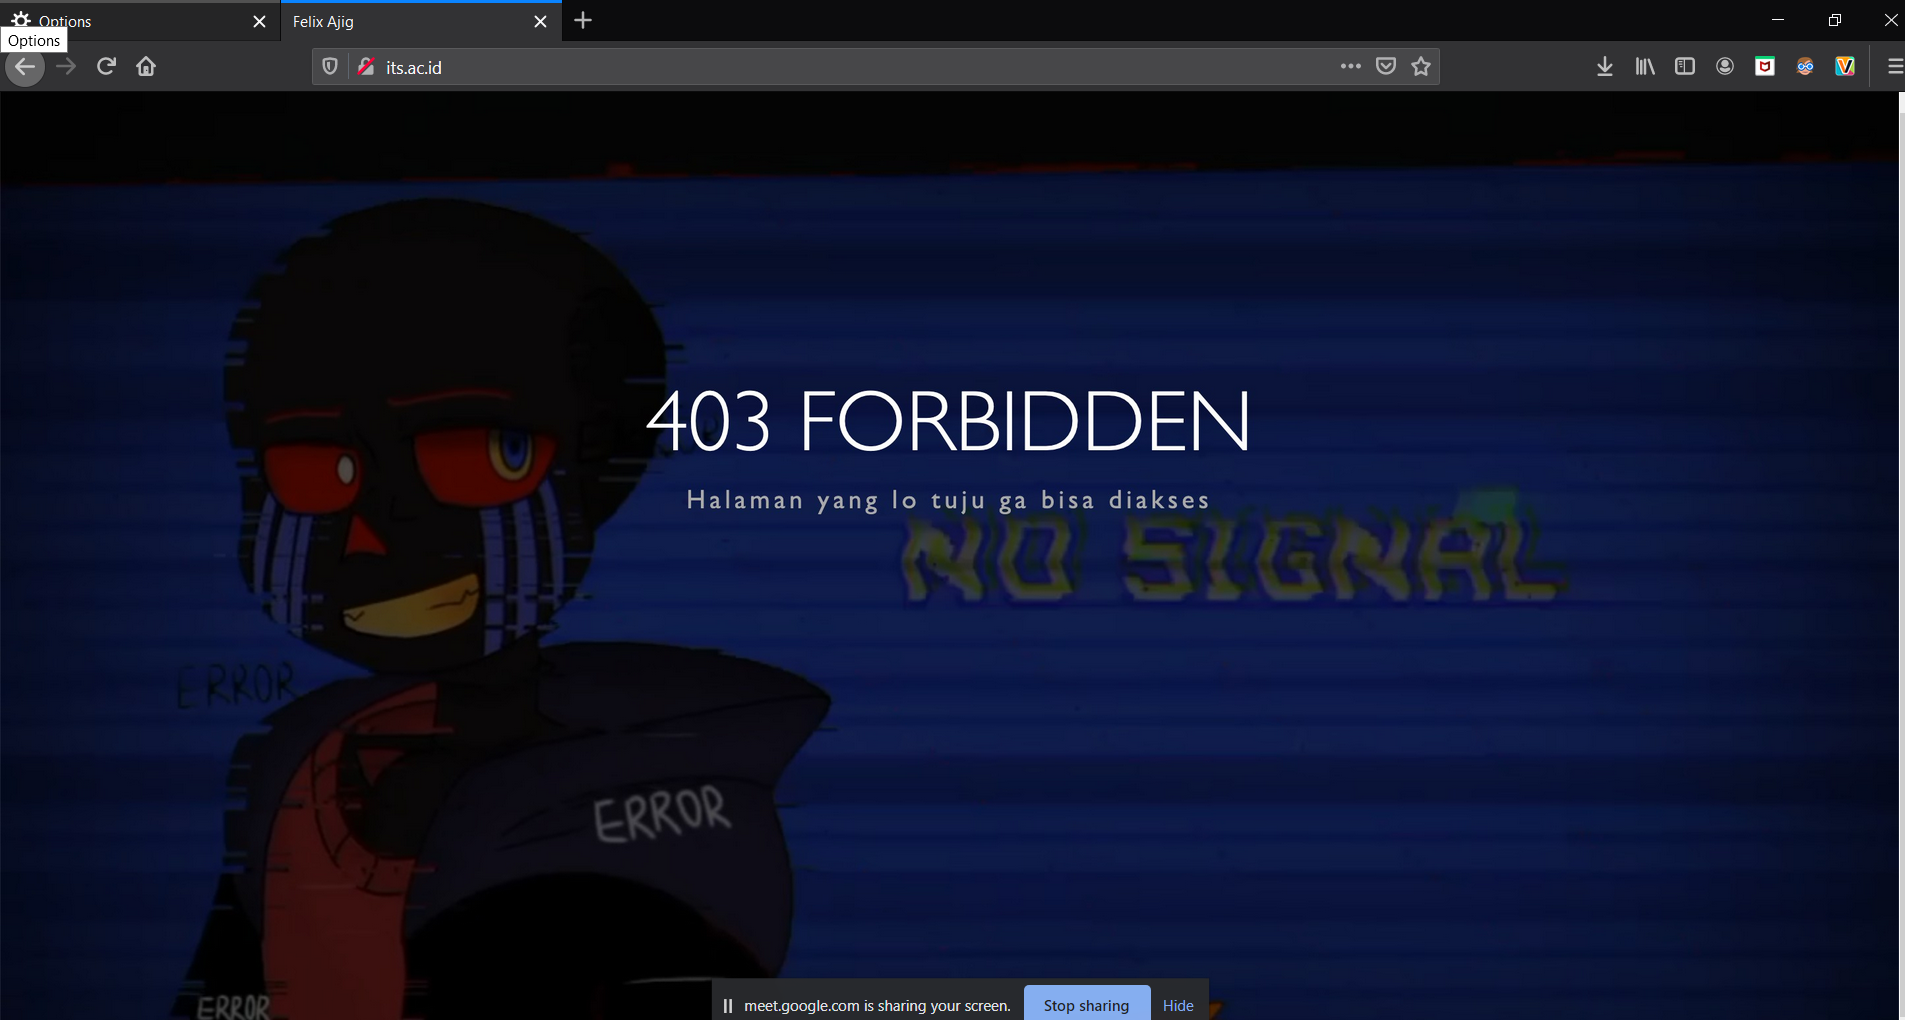 Options
Felix Ajig
Options
its.ac.id
403 FORBIDDEN
Halaman yang lo tuju ga bisa diakses
NO SIGNAL
ERROR
ERROR
ERROR
meet.google.com is sharing your screen.
Stop sharing
Hide